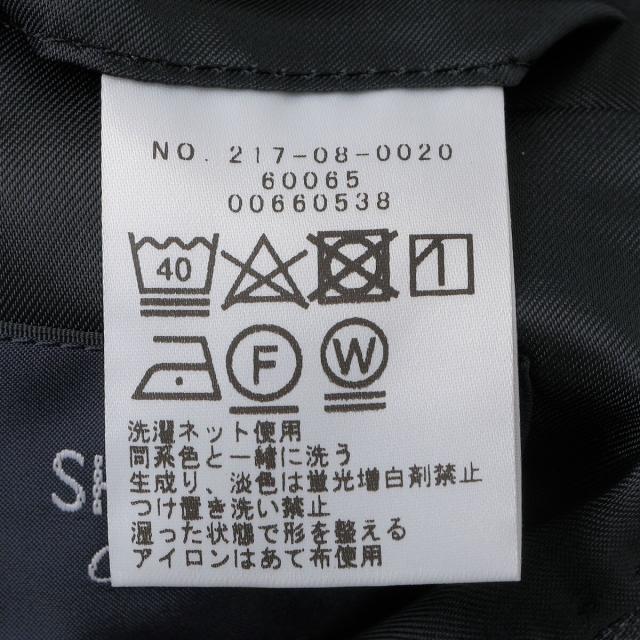 NO. 217-08-0020
60065
00660538
40
F
W
洗濯ネット使用
同系色と一緒に洗う
生成り、淡色は蛍光増白剤禁止
つけ置き洗い禁止
湿った状態で形を整える
アイロンはあて布使用
S